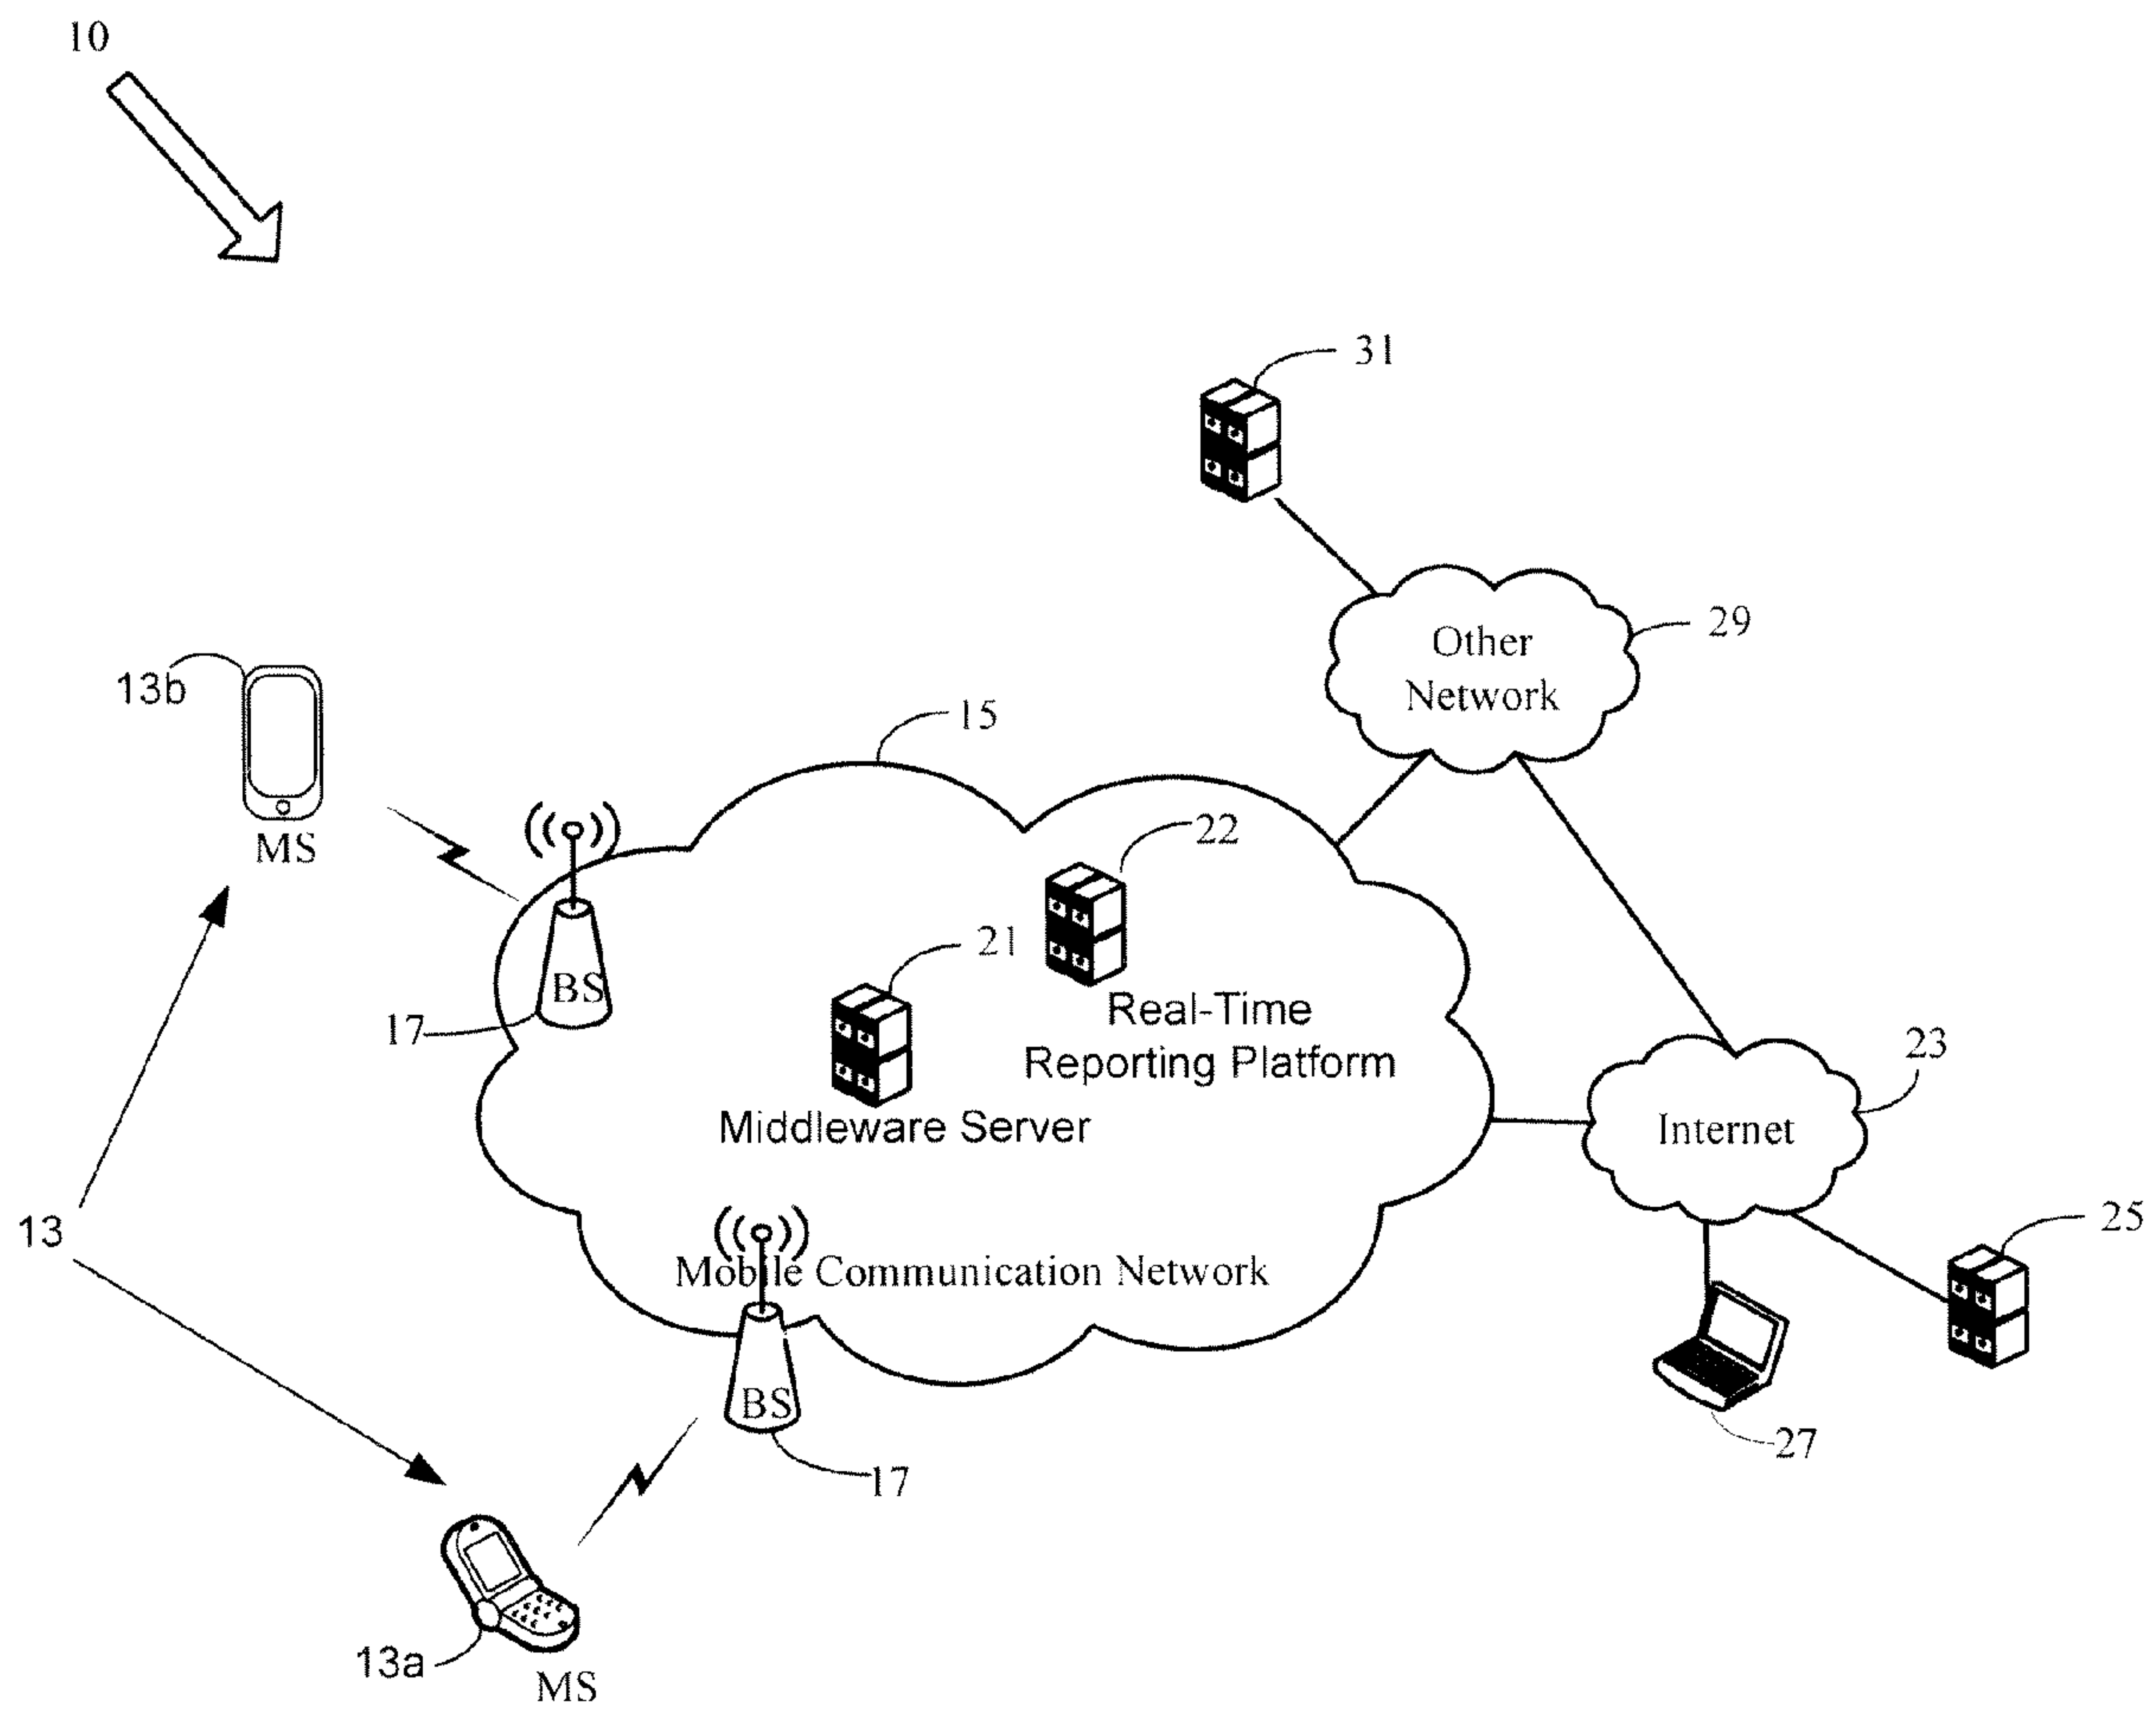 10
31
29
Other
Network
13b
15
MS
22
21
BS
Real-Time
Reporting Platform
17
23
Middleware Server
Internet
13
25
Mobile Communication Network
BS
27
17
13a
MS